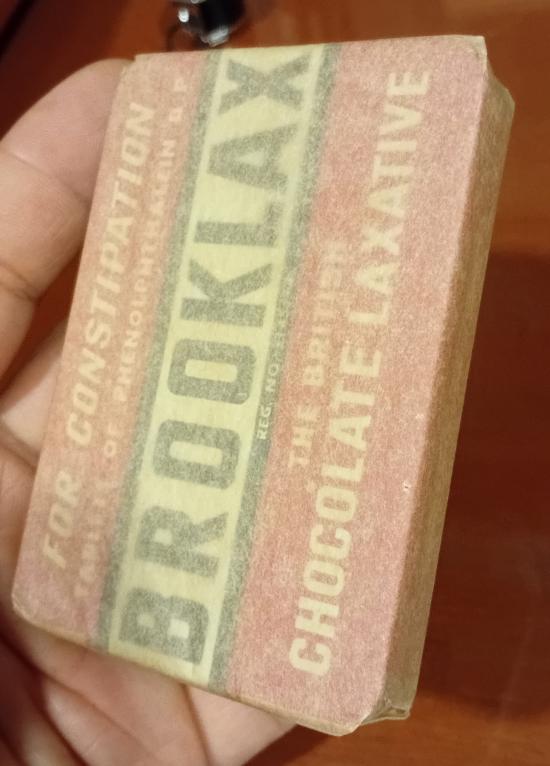 FOR CONSTIPATION
TABLETS OF PHENOLPHTHALEIN B.P.
BROOKLAX
REG. NO.
THE BRITISH
CHOCOLATE LAXATIVE